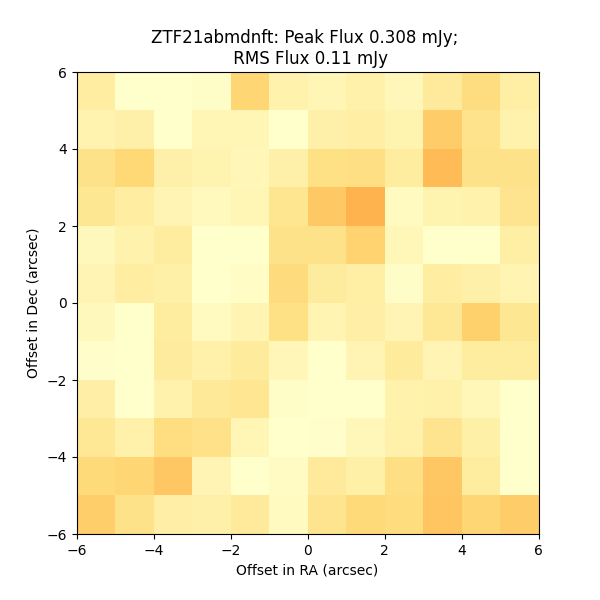 ZTF21abmdnft: Peak Flux 0.308 mJy;
RMS Flux 0.11 mJy
6
4
2
0
−2
−4
−6
Offset in Dec (arcsec)
−6 −4 −2 0 2 4 6
Offset in RA (arcsec)